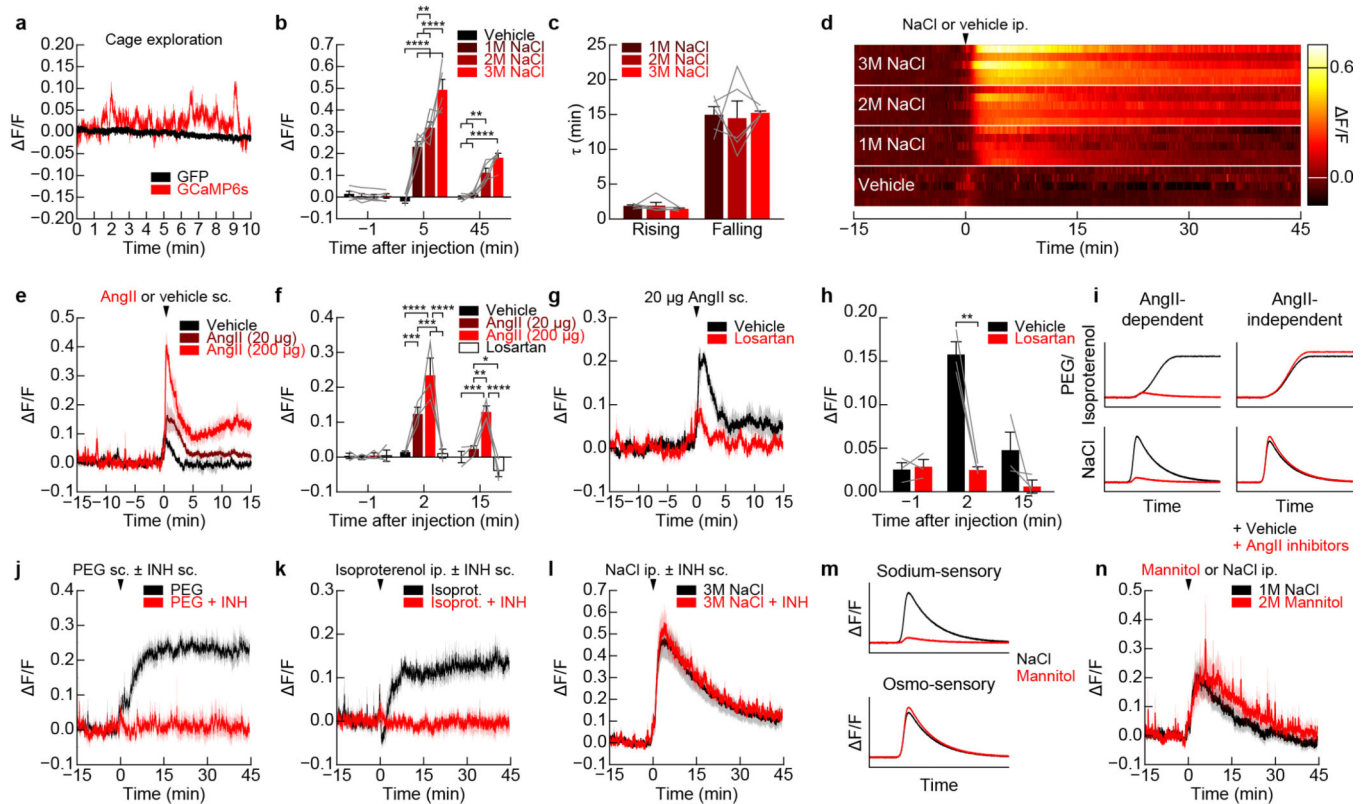 a
Cage exploration
0.20
0.15
0.10
0.05
0.00
−0.05
−0.10
−0.15
−0.20
ΔF/F
GFP
GCaMP6s
0 1 2 3 4 5 6 7 8 9 10
Time (min)
b
0.7
0.6
0.5
0.4
0.3
0.2
0.1
0.0
−0.1
ΔF/F
**
****
****
Vehicle
1M NaCl
2M NaCl
3M NaCl
**
****
−1 5 45
Time after injection (min)
c
25
20
15
10
5
0
τ (min)
1M NaCl
2M NaCl
3M NaCl
Rising Falling
d
NaCl or vehicle ip.
3M NaCl
2M NaCl
1M NaCl
Vehicle
−15 0 15 30 45
Time (min)
0.6
0.0
ΔF/F
e
AngII or vehicle sc.
0.5
0.4
0.3
0.2
0.1
0.0
−0.1
ΔF/F
Vehicle
AngII (20 μg)
AngII (200 μg)
−15 −10 −5 0 5 10 15
Time (min)
f
0.5
0.4
0.3
0.2
0.1
0.0
−0.1
ΔF/F
**** ****
***
***
Vehicle
AngII (20 μg)
AngII (200 μg)
Losartan
*
**
*** ****
−1 2 15
Time after injection (min)
g
20 μg AngII sc.
0.4
0.3
0.2
0.1
0.0
−0.1
ΔF/F
Vehicle
Losartan
−15 −10 −5 0 5 10 15
Time (min)
h
0.20
0.15
0.10
0.05
0.00
ΔF/F
**
Vehicle
Losartan
−1 2 15
Time after injection (min)
i
AngII-dependent
AngII-independent
PEG/
Isoproterenol
NaCl
Time Time
+ Vehicle
+ AngII inhibitors
j
PEG sc. ± INH sc.
0.5
0.4
0.3
0.2
0.1
0.0
−0.1
ΔF/F
PEG
PEG + INH
−15 0 15 30 45
Time (min)
k
Isoproterenol ip. ± INH sc.
0.3
0.2
0.1
0.0
−0.1
ΔF/F
Isoprot.
Isoprot. + INH
−15 0 15 30 45
Time (min)
l
NaCl ip. ± INH sc.
0.7
0.6
0.5
0.4
0.3
0.2
0.1
0.0
−0.1
ΔF/F
3M NaCl
3M NaCl + INH
−15 0 15 30 45
Time (min)
m
Sodium-sensory
ΔF/F
NaCl
Mannitol
Osmo-sensory
ΔF/F
Time
n
Mannitol or NaCl ip.
0.5
0.4
0.3
0.2
0.1
0.0
−0.1
ΔF/F
1M NaCl
2M Mannitol
−15 0 15 30 45
Time (min)